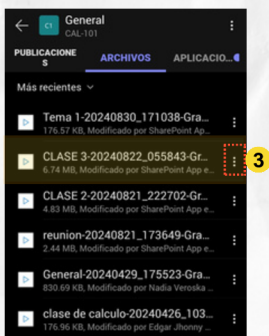 C1 General
CAL-101
PUBLICACIONE
S
ARCHIVOS
APLICACIO...
Más recientes
Tema 1-20240830_171038-Gra...
176.57 KB, Modificado por SharePoint Ap...
CLASE 3-20240822_055843-Gr...
6.74 MB, Modificado por SharePoint App e...
3
CLASE 2-20240821_222702-Gr...
4.83 MB, Modificado por SharePoint App e...
reunion-20240821_173649-Gra...
2.44 MB, Modificado por SharePoint App e...
General-20240429_175523-Gra...
830.69 KB, Modificado por Nadia Veroska ...
clase de calculo-20240426_103...
176.96 KB, Modificado por Edgar Jhonny ...